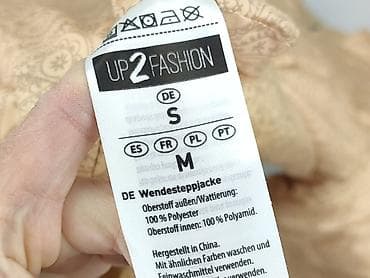 UP2FASHION
DE
S
ES FR PL PT
M
DE Wendesteppjacke
Oberstoff außen/Wattierung:
100 % Polyester
Oberstoff innen: 100 % Polyamid.
Hergestellt in China.
Mit ähnlichen Farben waschen und
Feinwaschmittel verwenden.